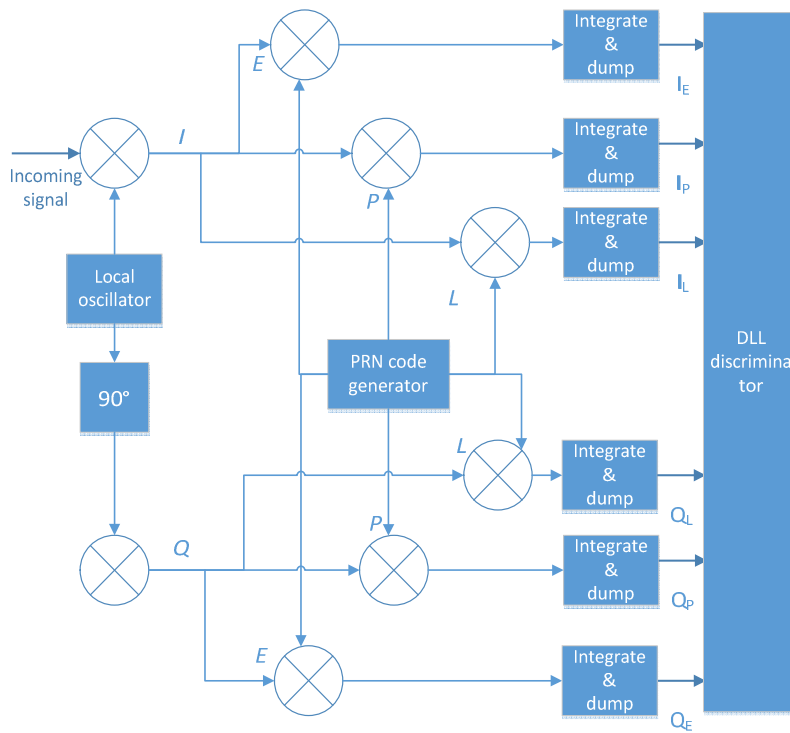 Integrate
&
dump
E
I_E
I
Integrate
&
dump
Incoming
signal
P
I_P
Integrate
&
dump
Local
oscillator
L
I_L
PRN code
generator
DLL
discrimina
tor
90°
L
Integrate
&
dump
Q_L
P
Q
Integrate
&
dump
Q_P
E
Integrate
&
dump
Q_E